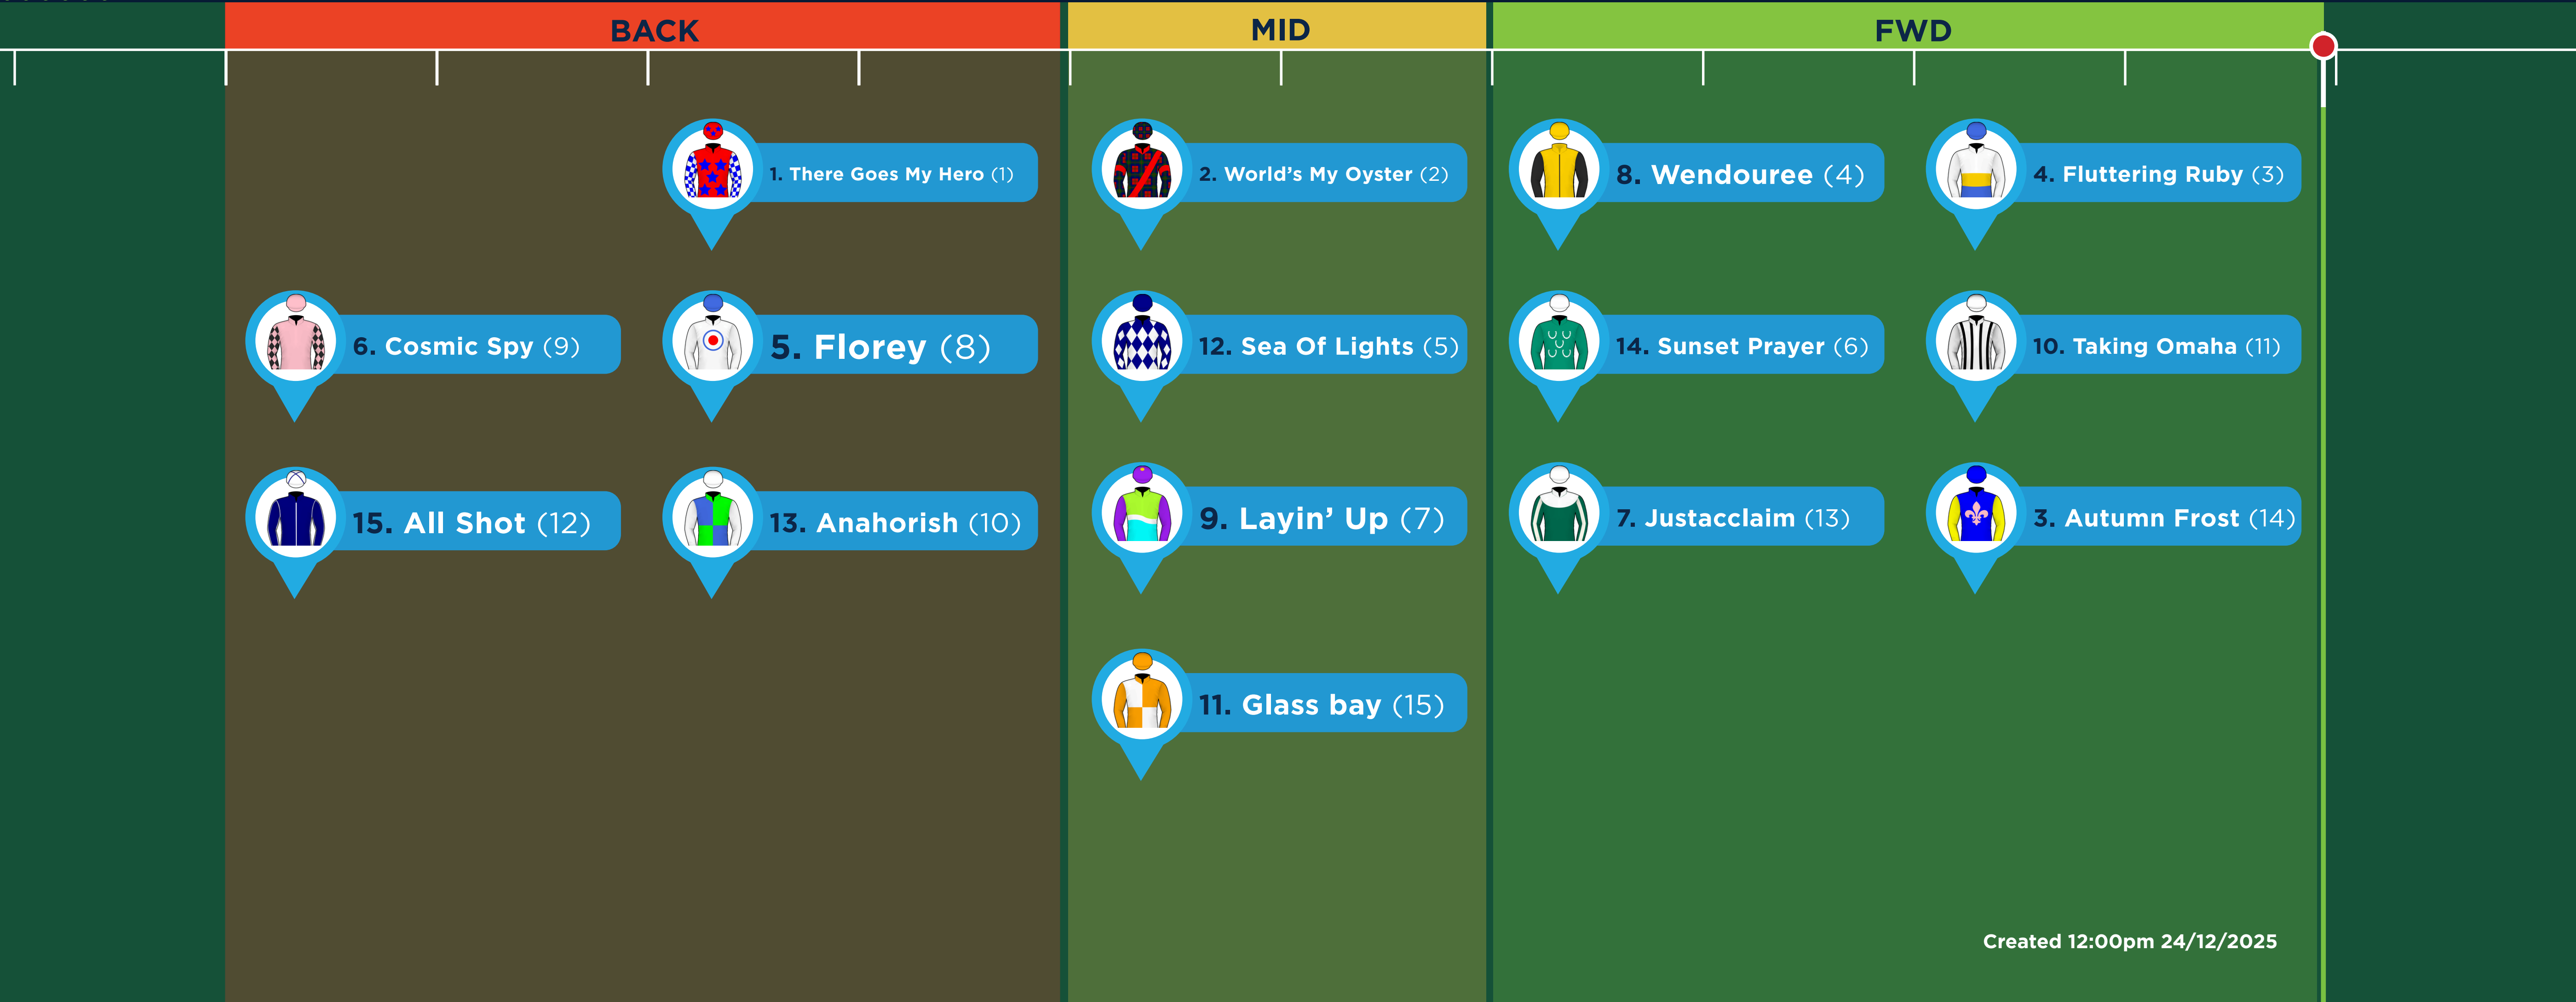 BACK
MID
FWD
1. There Goes My Hero (1)
2. World's My Oyster (2)
8. Wendouree (4)
4. Fluttering Ruby (3)
6. Cosmic Spy (9)
5. Florey (8)
12. Sea Of Lights (5)
14. Sunset Prayer (6)
10. Taking Omaha (11)
15. All Shot (12)
13. Anahorish (10)
9. Layin' Up (7)
7. Justacclaim (13)
3. Autumn Frost (14)
11. Glass bay (15)
Created 12:00pm 24/12/2025